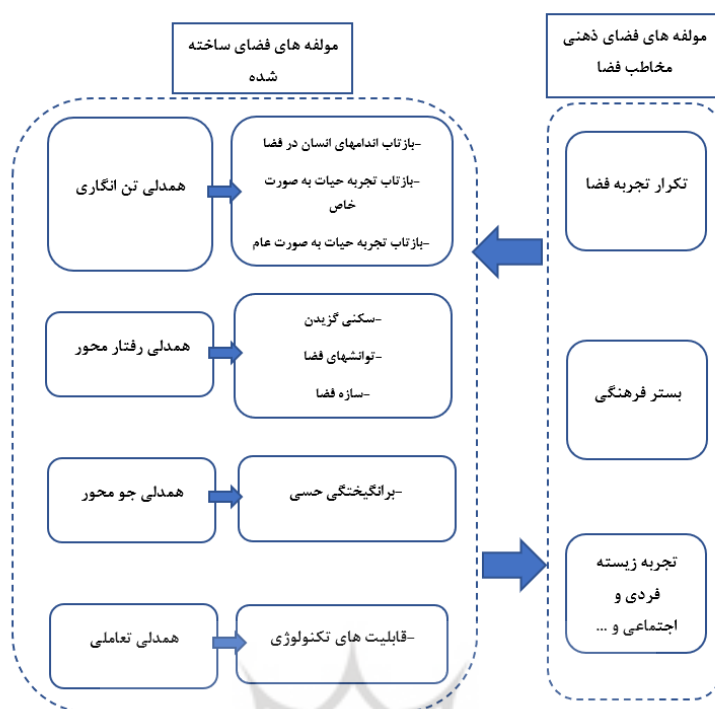 مولفه های فضای ذهنی
مخاطب فضا
تکرار تجربه فضا
بستر فرهنگی
تجربه زیسته
فردی و
اجتماعی و ...
مولفه های فضای ساخته
شده
همدلی تن انگاری
-بازتاب اندامهای انسان در فضا
-بازتاب تجربه حیات به صورت
خاص
-بازتاب تجربه حیات به صورت عام
همدلی رفتار محور
-سکنی گزیدن
-توانشهای فضا
-سازه فضا
همدلی جو محور
-برانگیختگی حسی
همدلی تعاملی
-قابلیت های تکنولوژی